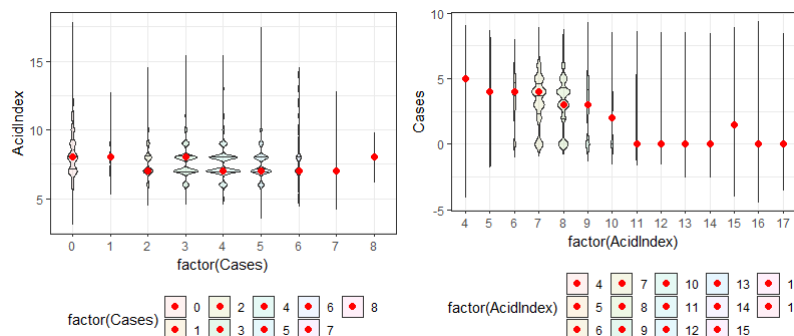 15
10
5
AcidIndex
0 1 2 3 4 5 6 7 8
factor(Cases)
factor(Cases)
0 2 4 6 8
1 3 5 7
10
5
0
-5
Cases
4 5 6 7 8 9 10 11 12 13 14 15 16 17
factor(AcidIndex)
factor(AcidIndex)
4 7 10 13 1
5 8 11 14 1
6 9 12 15